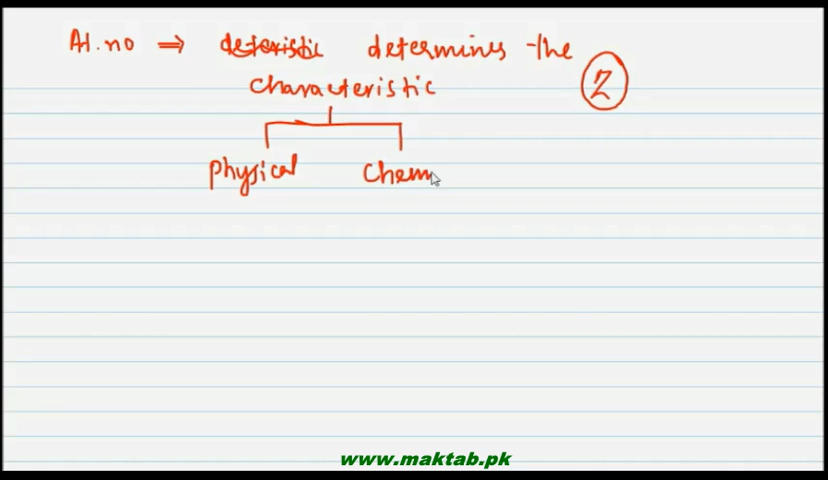 At. no ⇒ deteristic determines the
characteristic Z
Physical Chem
www.maktab.pk